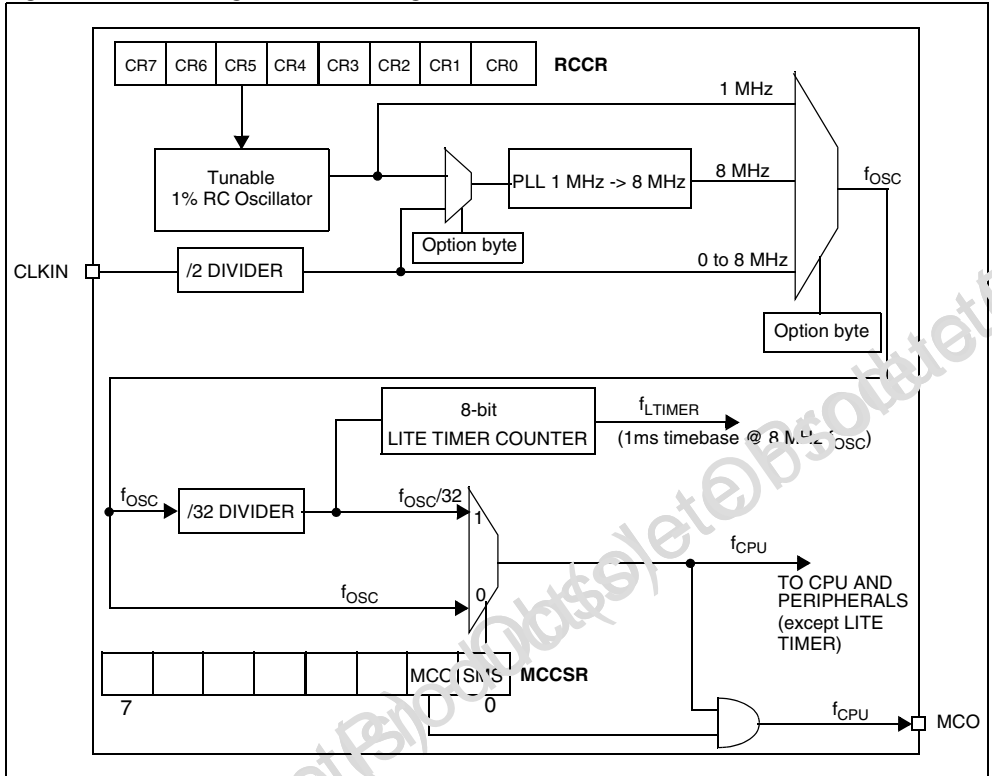 CR7 CR6 CR5 CR4 CR3 CR2 CR1 CR0 RCCR
1 MHz
Tunable
1% RC Oscillator
PLL 1 MHz -> 8 MHz
8 MHz
fOSC
Option byte
CLKIN
/2 DIVIDER
0 to 8 MHz
Option byte
8-bit
LITE TIMER COUNTER
fLTIMER
(1ms timebase @ 8 MHz fOSC)
fOSC
/32 DIVIDER
fOSC/32
1
fCPU
fOSC
0
TO CPU AND
PERIPHERALS
(except LITE
TIMER)
MCO SMS MCCSR
7
0
fCPU
MCO